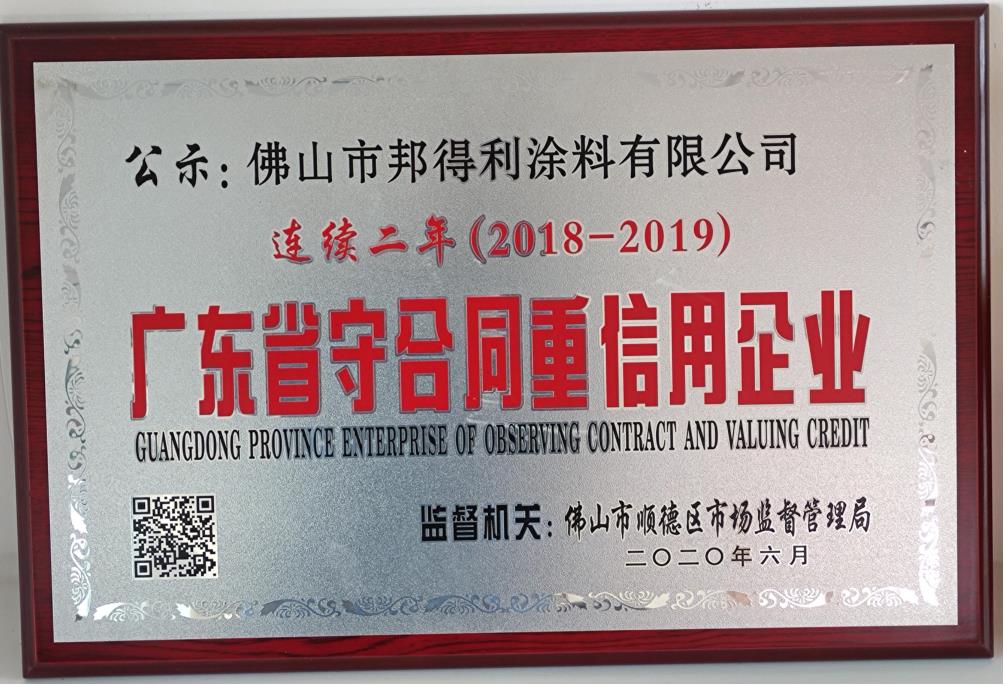 公示:佛山市邦得利涂料有限公司
连续二年(2018-2019)
广东省守合同重信用企业
GUANGDONG PROVINCE ENTERPRISE OF OBSERVING CONTRACT AND VALUING CREDIT
监督机关:佛山市顺德区市场监督管理局
二〇二〇年六月